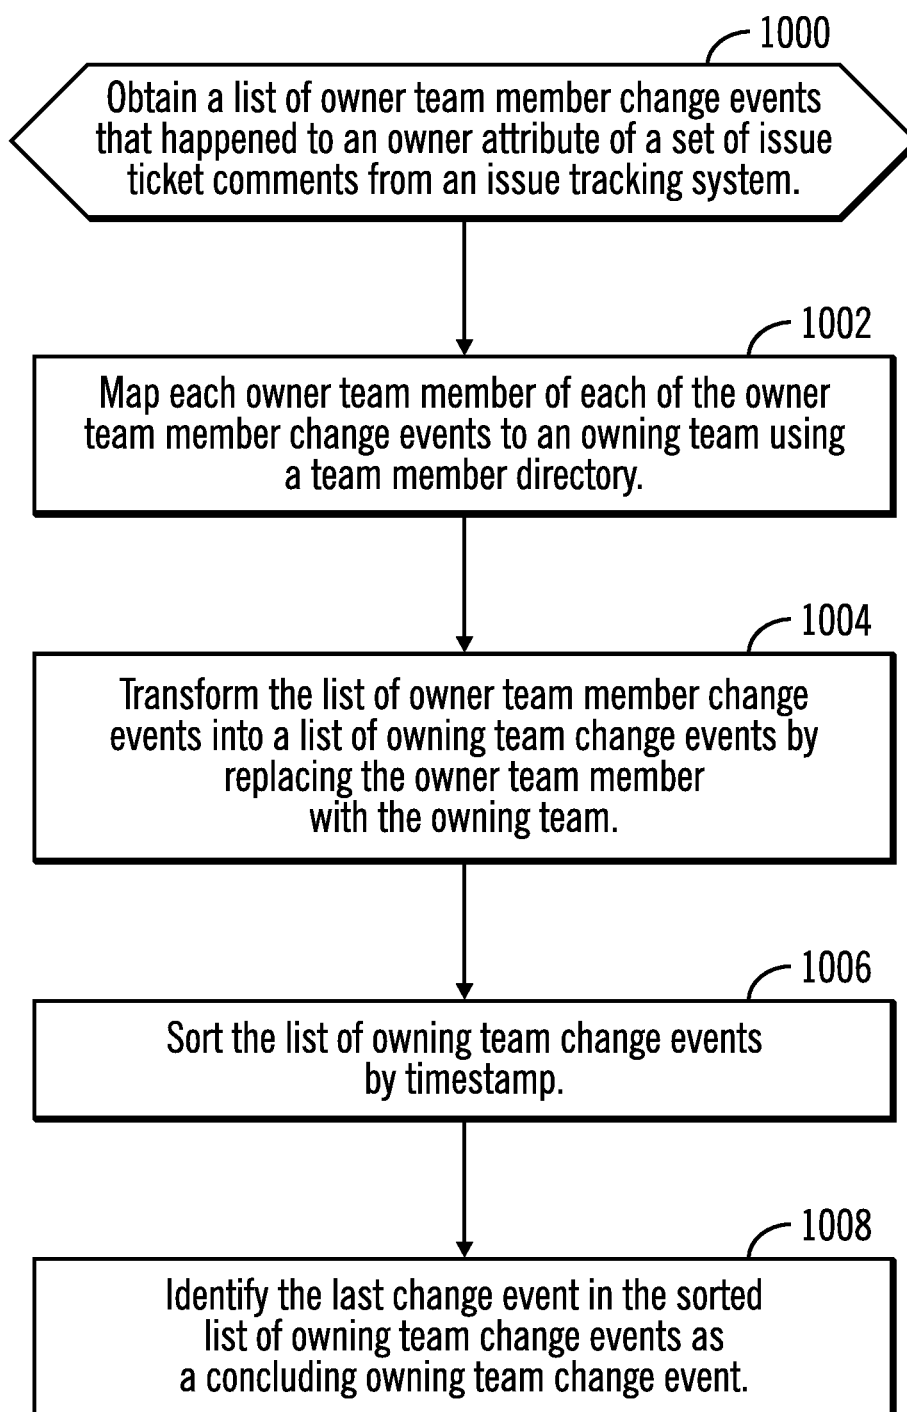 1000
Obtain a list of owner team member change events
that happened to an owner attribute of a set of issue
ticket comments from an issue tracking system.
1002
Map each owner team member of each of the owner
team member change events to an owning team using
a team member directory.
1004
Transform the list of owner team member change
events into a list of owning team change events by
replacing the owner team member
with the owning team.
1006
Sort the list of owning team change events
by timestamp.
1008
Identify the last change event in the sorted
list of owning team change events as
a concluding owning team change event.